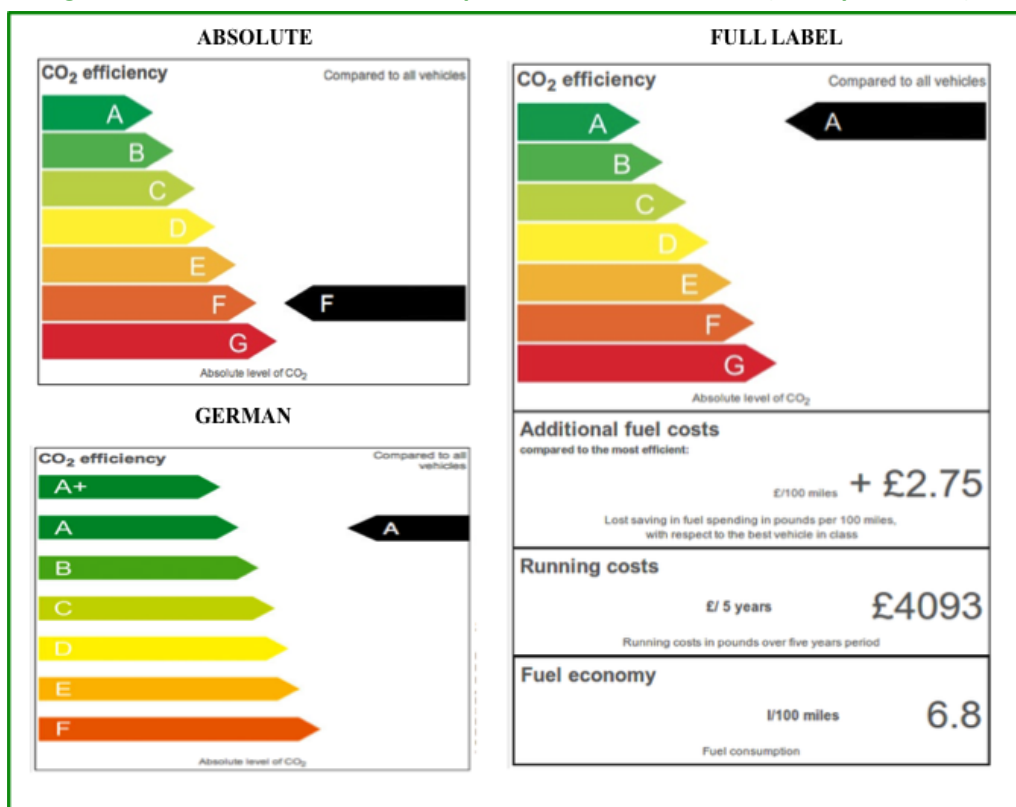 ABSOLUTE
CO₂ efficiency
Compared to all vehicles
A
B
C
D
E
F
F
G
Absolute level of CO₂
GERMAN
CO₂ efficiency
Compared to all
vehicles
A+
A
A
B
C
D
E
F
Absolute level of CO₂
FULL LABEL
CO₂ efficiency
Compared to all vehicles
A
A
B
C
D
E
F
G
Absolute level of CO₂
Additional fuel costs
compared to the most efficient:
£/100 miles + £2.75
Lost saving in fuel spending in pounds per 100 miles,
with respect to the best vehicle in class
Running costs
£/ 5 years £4093
Running costs in pounds over five years period
Fuel economy
l/100 miles 6.8
Fuel consumption